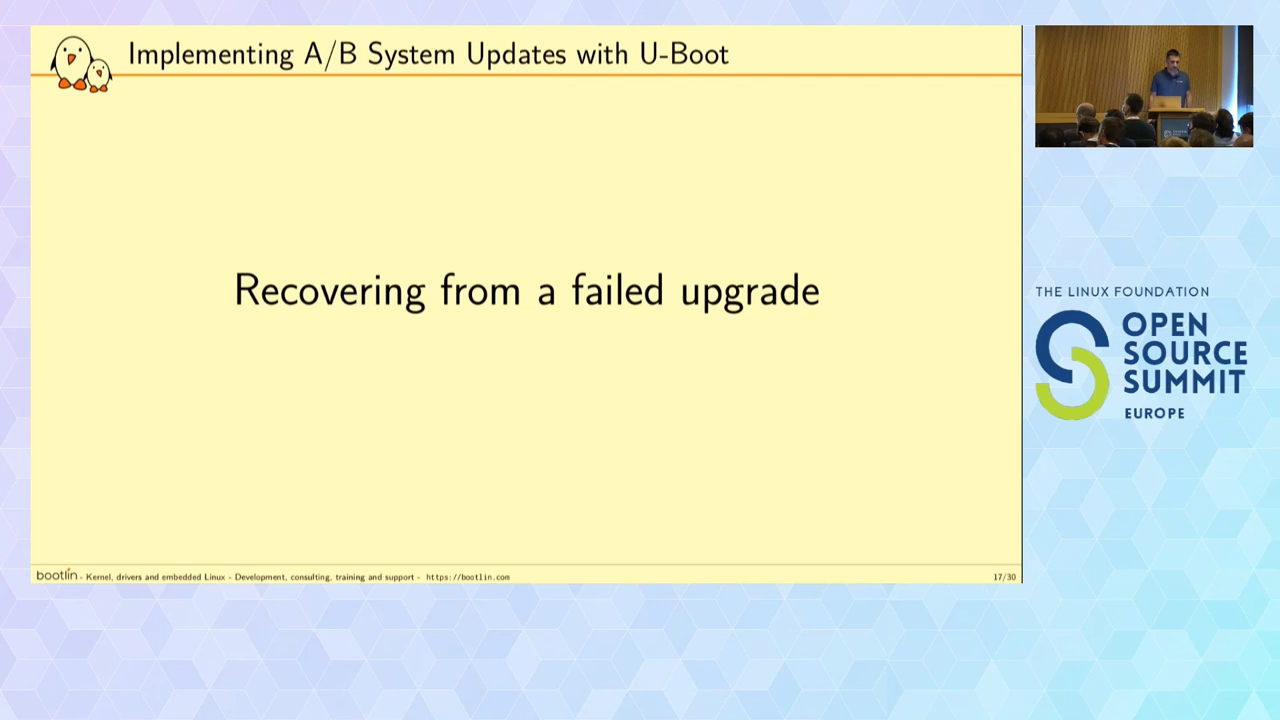 Implementing A/B System Updates with U-Boot
Recovering from a failed upgrade
bootlin - Kernel, drivers and embedded Linux - Development, consulting, training and support - https://bootlin.com
17/30
THE LINUX FOUNDATION
OPEN
SOURCE
SUMMIT
EUROPE